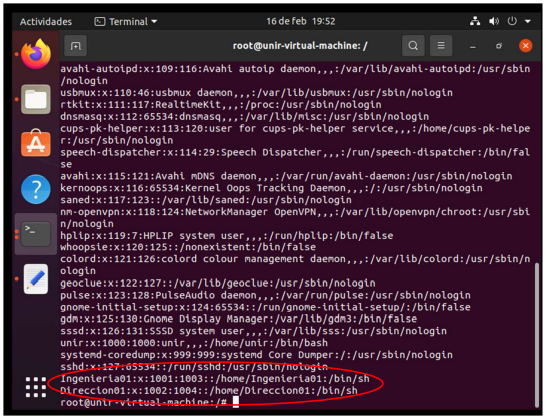 Actividades
Terminal
16 de feb 19:52
root@unir-virtual-machine: /
avahi-autoipd:x:109:116:Avahi autoip daemon,,,:/var/lib/avahi-autoipd:/usr/sbin
/nologin
usbmux:x:110:46:usbmux daemon,,,:/var/lib/usbmux:/usr/sbin/nologin
rtkit:x:111:117:RealtimeKit,,,:/proc:/usr/sbin/nologin
dnsmasq:x:112:65534:dnsmasq,,,:/var/lib/misc:/usr/sbin/nologin
cups-pk-helper:x:113:120:user for cups-pk-helper service,,,:/home/cups-pk-helpe
r:/usr/sbin/nologin
speech-dispatcher:x:114:29:Speech Dispatcher,,,:/run/speech-dispatcher:/bin/fal
se
avahi:x:115:121:Avahi mDNS daemon,,,:/var/run/avahi-daemon:/usr/sbin/nologin
kernoops:x:116:65534:Kernel Oops Tracking Daemon,,,:/:/usr/sbin/nologin
saned:x:117:123::/var/lib/saned:/usr/sbin/nologin
nm-openvpn:x:118:124:NetworkManager OpenVPN,,,:/var/lib/openvpn/chroot:/usr/sbi
n/nologin
hplip:x:119:7:HPLIP system user,,,:/run/hplip:/bin/false
whoopsie:x:120:125::/nonexistent:/bin/false
colord:x:121:126:colord colour management daemon,,,:/var/lib/colord:/usr/sbin/n
ologin
geoclue:x:122:127::/var/lib/geoclue:/usr/sbin/nologin
pulse:x:123:128:PulseAudio daemon,,,:/var/run/pulse:/usr/sbin/nologin
gnome-initial-setup:x:124:65534::/run/gnome-initial-setup/:/bin/false
gdm:x:125:130:Gnome Display Manager:/var/lib/gdm3:/bin/false
sssd:x:126:131:SSSD system user,,,:/var/lib/sss:/usr/sbin/nologin
unir:x:1000:1000:unir,,,:/home/unir:/bin/bash
systemd-coredump:x:999:999:systemd Core Dumper:/:/usr/sbin/nologin
sshd:x:127:65534::/run/sshd:/usr/sbin/nologin
Ingenieria01:x:1001:1003::/home/Ingenieria01:/bin/sh
Direccion01:x:1002:1004::/home/Direccion01:/bin/sh
root@unir-virtual-machine:/#